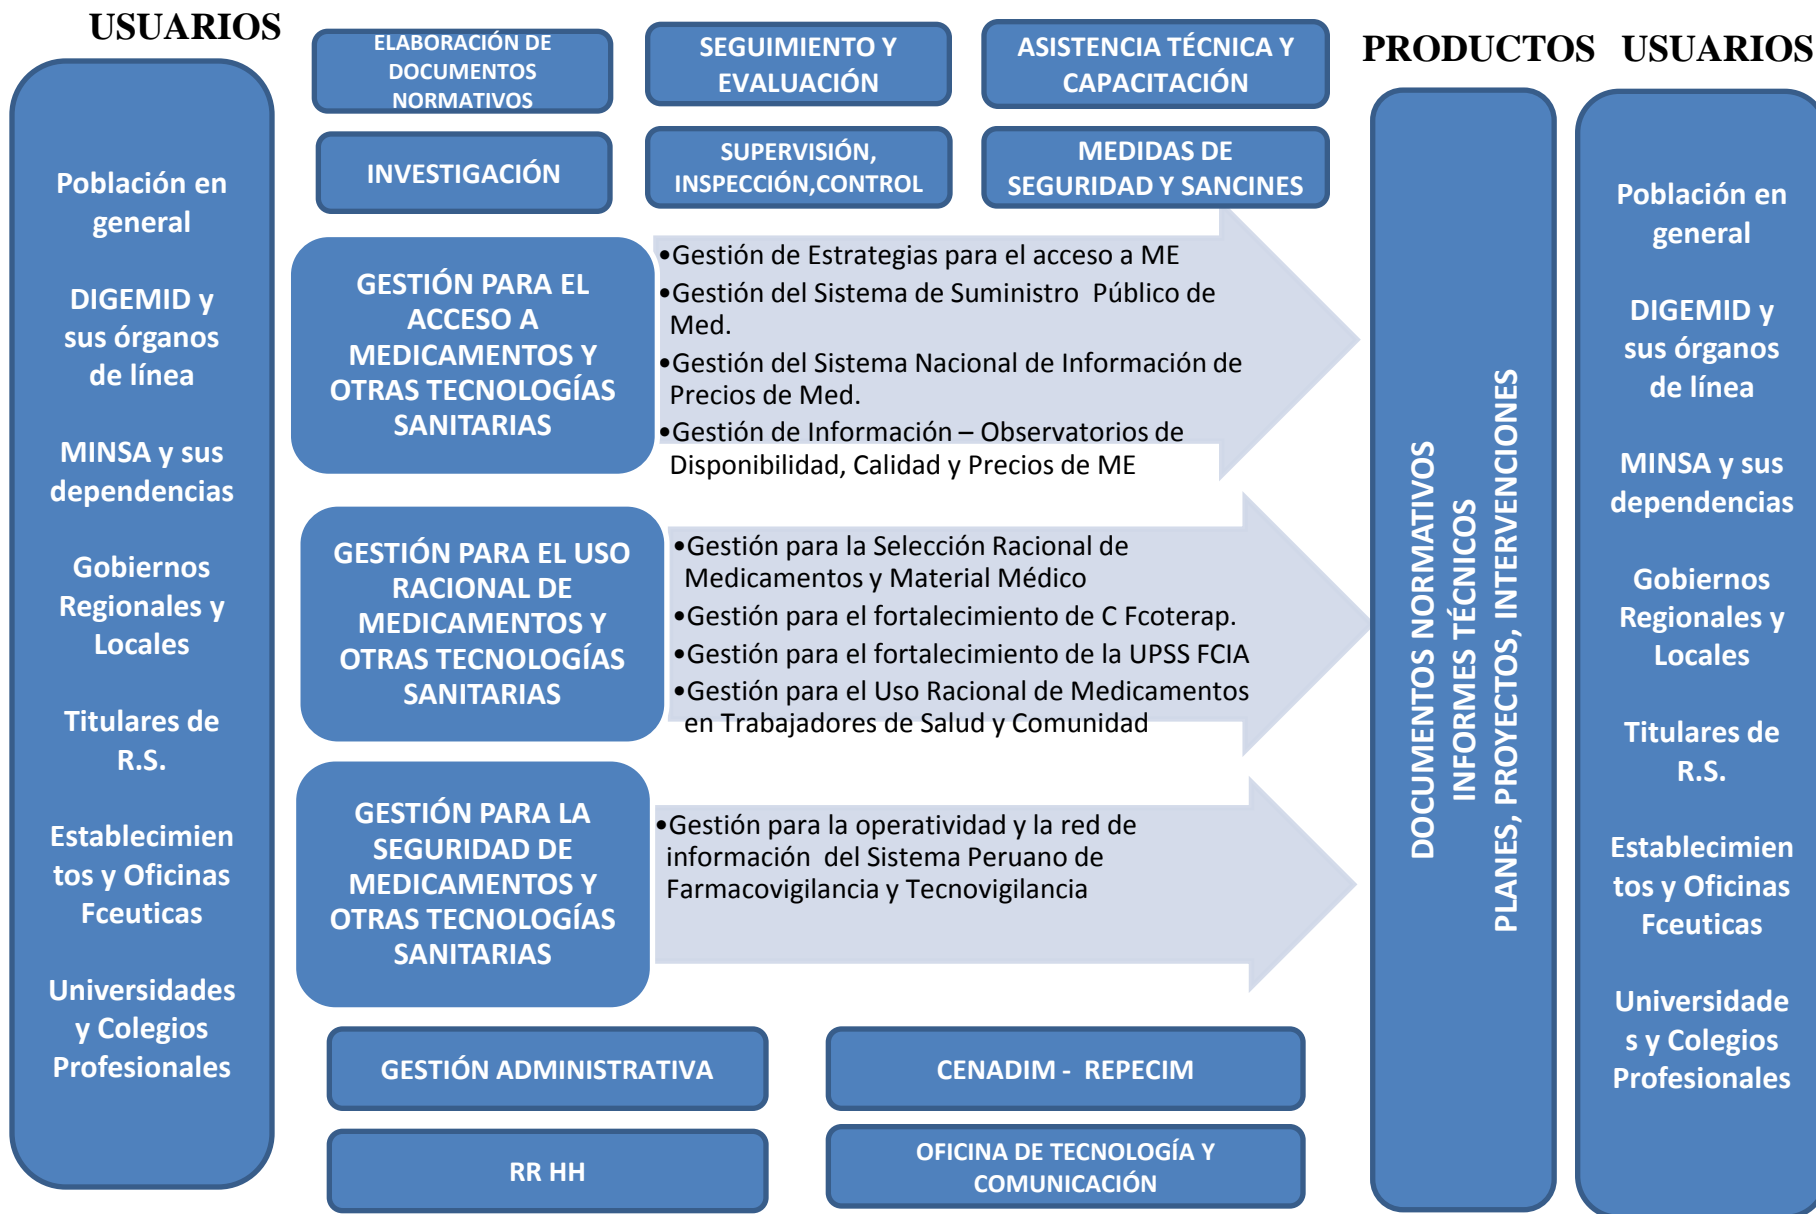 USUARIOS
Población en
general
DIGEMID y
sus órganos
de línea
MINSA y sus
dependencias
Gobiernos
Regionales y
Locales
Titulares de
R.S.
Establecimien
tos y Oficinas
Fceuticas
Universidades
y Colegios
Profesionales
ELABORACIÓN DE
DOCUMENTOS
NORMATIVOS
SEGUIMIENTO Y
EVALUACIÓN
ASISTENCIA TÉCNICA Y
CAPACITACIÓN
INVESTIGACIÓN
SUPERVISIÓN,
INSPECCIÓN,CONTROL
MEDIDAS DE
SEGURIDAD Y SANCINES
GESTIÓN PARA EL
ACCESO A
MEDICAMENTOS Y
OTRAS TECNOLOGÍAS
SANITARIAS
•Gestión de Estrategias para el acceso a ME
•Gestión del Sistema de Suministro Público de
Med.
•Gestión del Sistema Nacional de Información de
Precios de Med.
•Gestión de Información – Observatorios de
Disponibilidad, Calidad y Precios de ME
GESTIÓN PARA EL USO
RACIONAL DE
MEDICAMENTOS Y
OTRAS TECNOLOGÍAS
SANITARIAS
•Gestión para la Selección Racional de
Medicamentos y Material Médico
•Gestión para el fortalecimiento de C Fcoterap.
•Gestión para el fortalecimiento de la UPSS FCIA
•Gestión para el Uso Racional de Medicamentos
en Trabajadores de Salud y Comunidad
GESTIÓN PARA LA
SEGURIDAD DE
MEDICAMENTOS Y
OTRAS TECNOLOGÍAS
SANITARIAS
•Gestión para la operatividad y la red de
información del Sistema Peruano de
Farmacovigilancia y Tecnovigilancia
GESTIÓN ADMINISTRATIVA
CENADIM - REPECIM
RR HH
OFICINA DE TECNOLOGÍA Y
COMUNICACIÓN
PRODUCTOS
DOCUMENTOS NORMATIVOS
INFORMES TÉCNICOS
PLANES, PROYECTOS, INTERVENCIONES
USUARIOS
Población en
general
DIGEMID y
sus órganos
de línea
MINSA y sus
dependencias
Gobiernos
Regionales y
Locales
Titulares de
R.S.
Establecimien
tos y Oficinas
Fceuticas
Universidade
s y Colegios
Profesionales